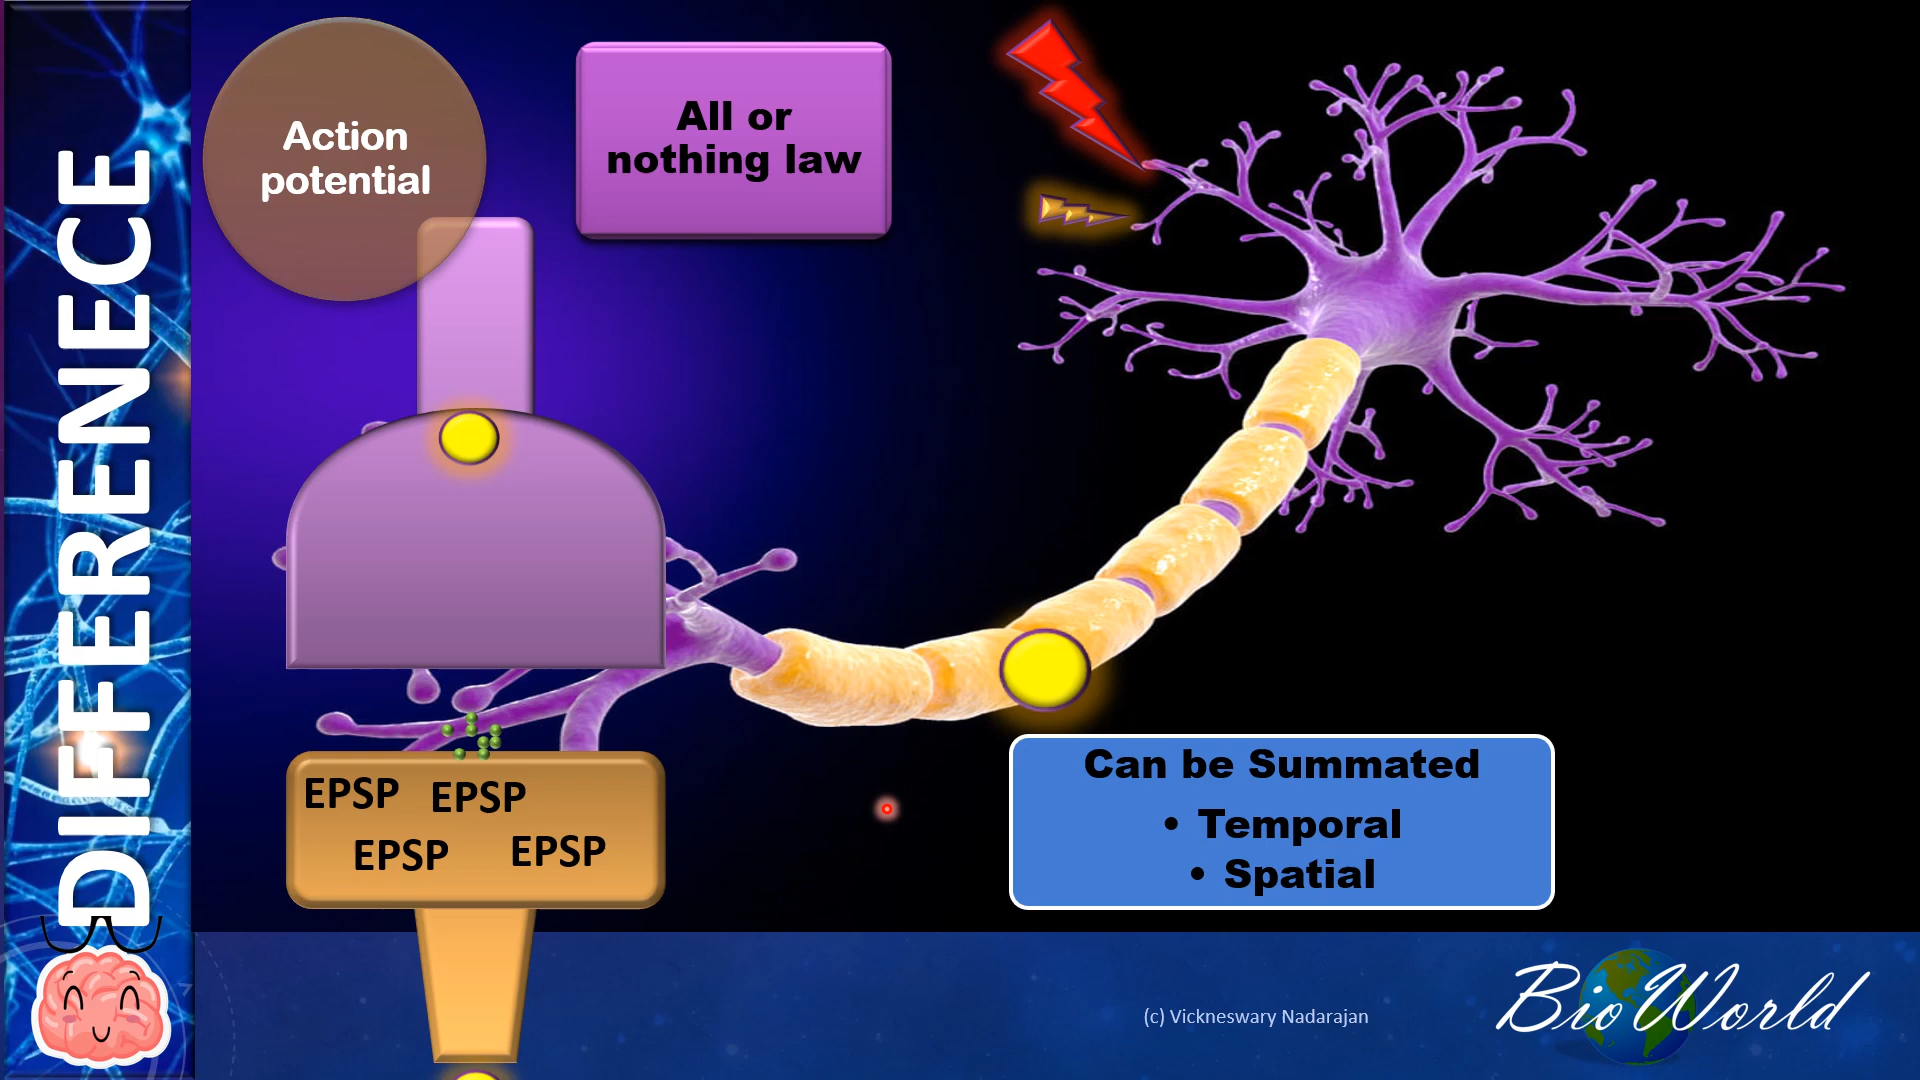 DIFFERENECE
Action
potential
All or
nothing law
EPSP
EPSP
EPSP
EPSP
Can be Summated
• Temporal
• Spatial
(c) Vickneswary Nadarajan
BioWorld